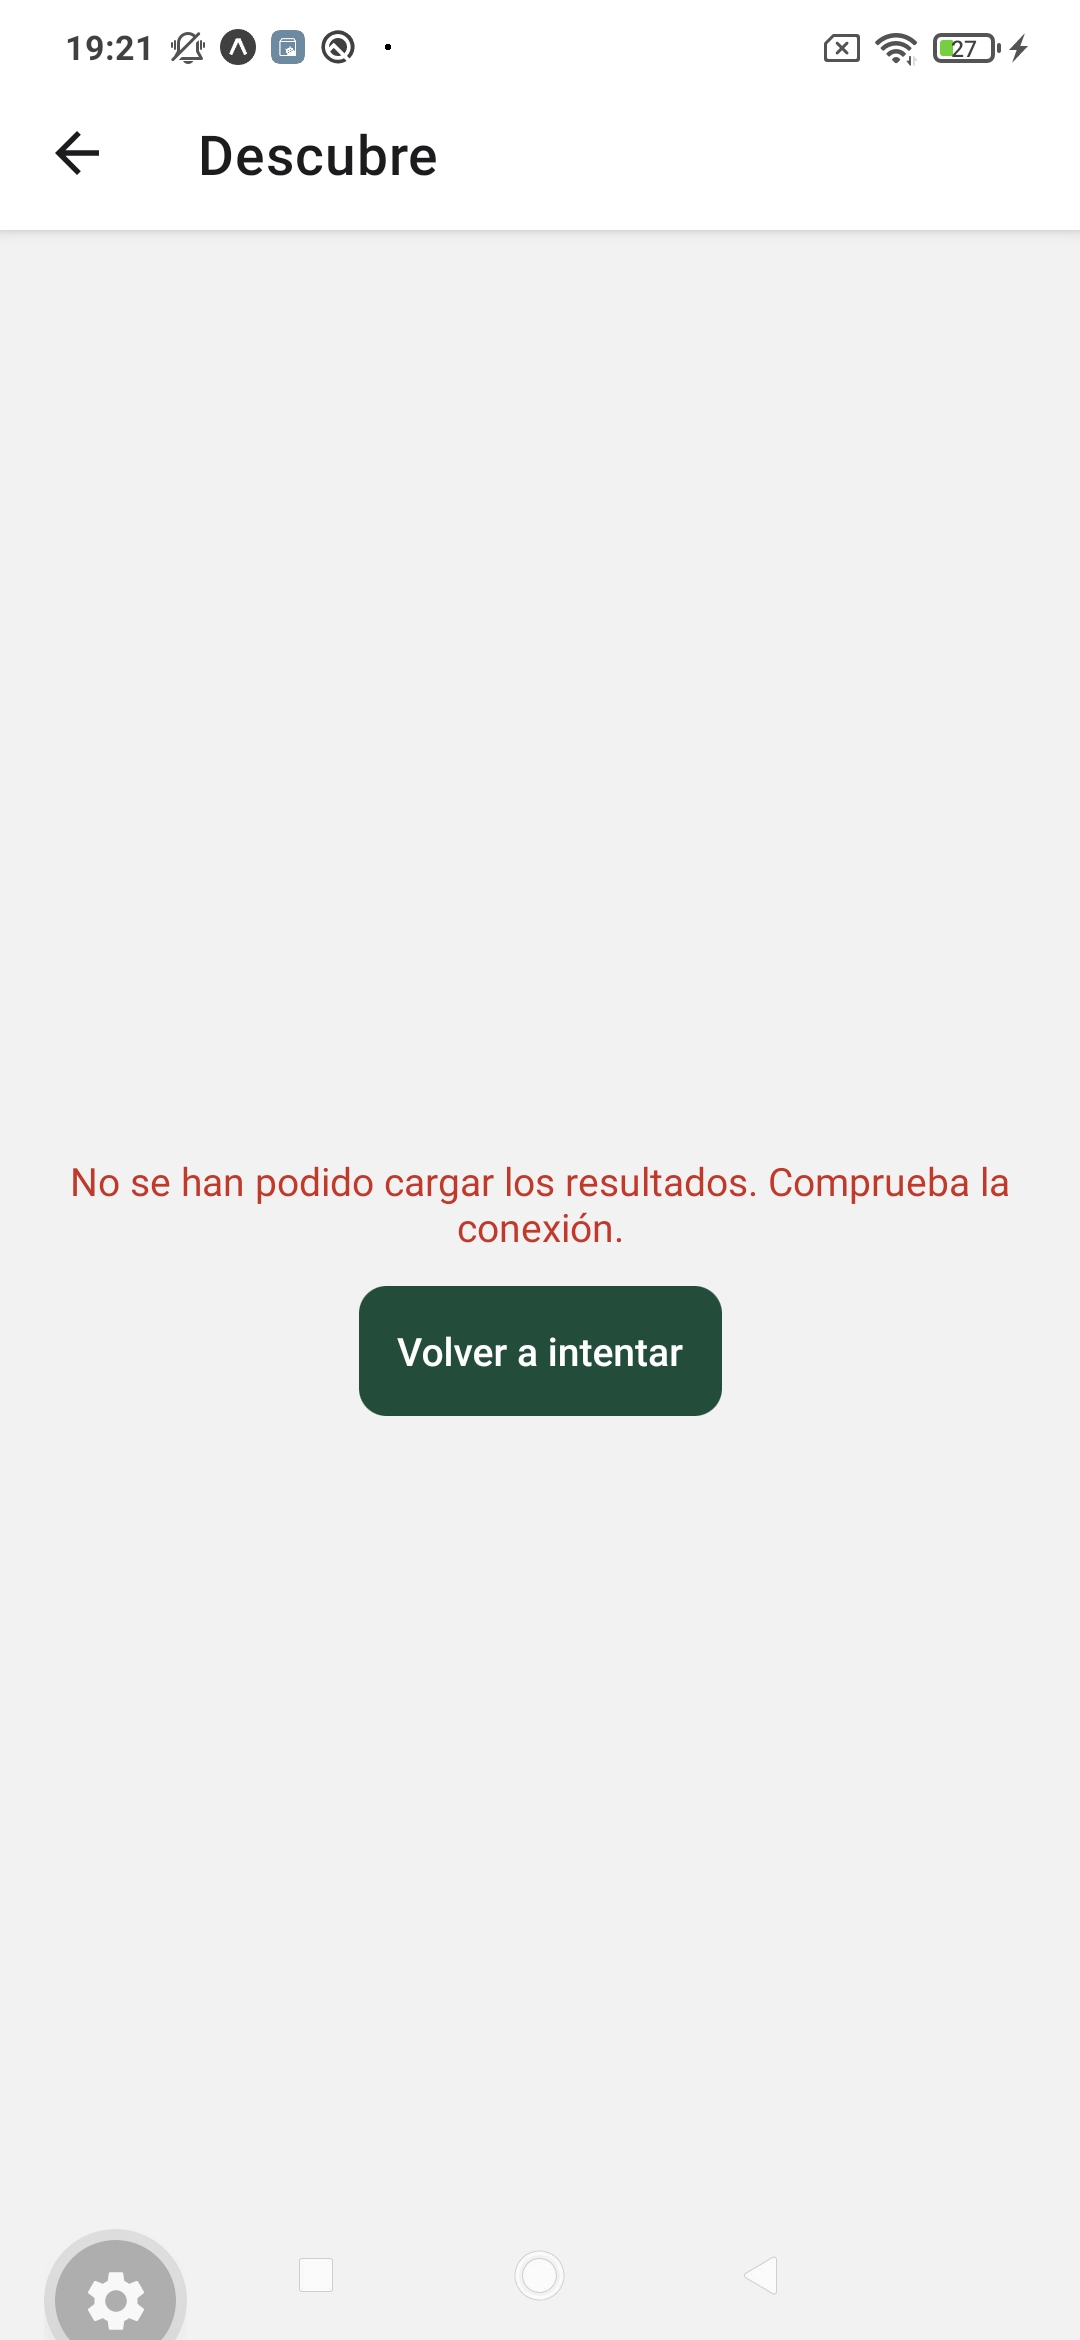 19:21
27
Descubre
No se han podido cargar los resultados. Comprueba la
conexión.
Volver a intentar